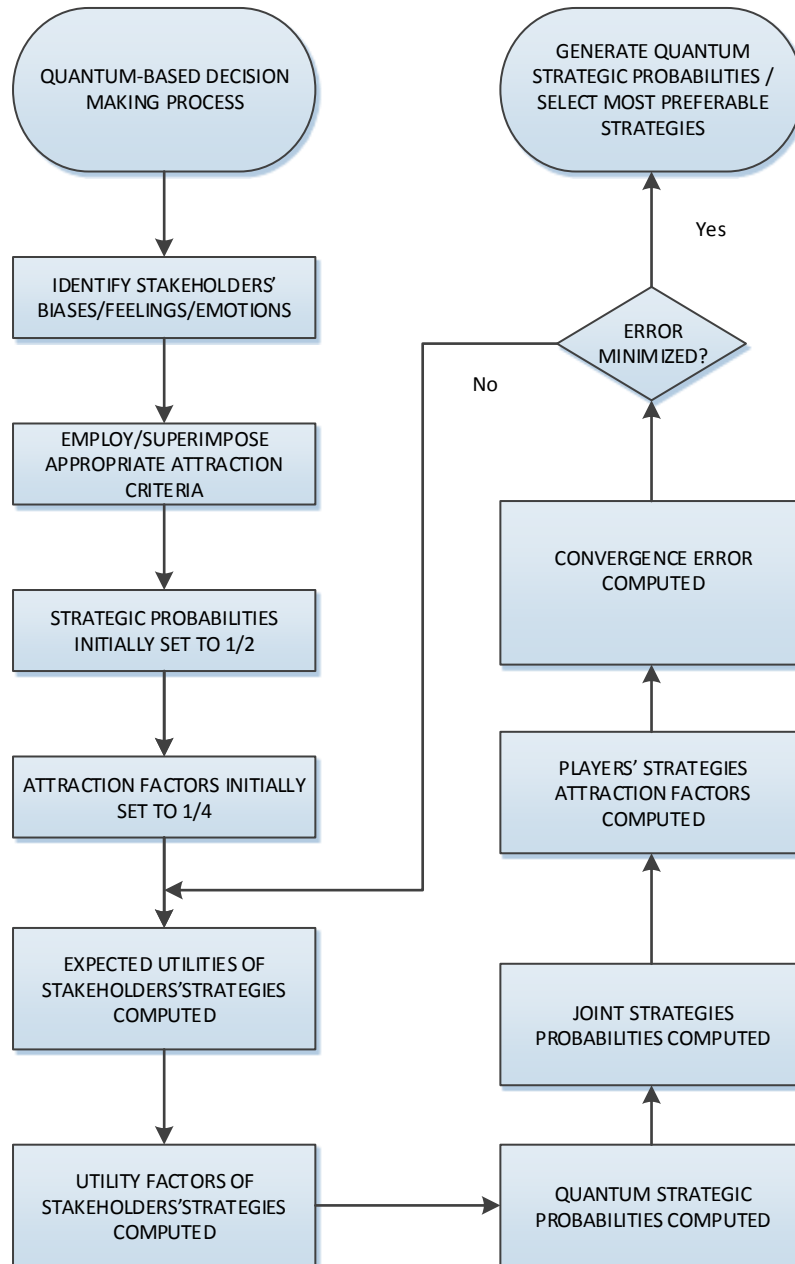 QUANTUM-BASED DECISION
MAKING PROCESS
IDENTIFY STAKEHOLDERS’
BIASES/FEELINGS/EMOTIONS
EMPLOY/SUPERIMPOSE
APPROPRIATE ATTRACTION
CRITERIA
STRATEGIC PROBABILITIES
INITIALLY SET TO 1/2
ATTRACTION FACTORS INITIALLY
SET TO 1/4
EXPECTED UTILITIES OF
STAKEHOLDERS’STRATEGIES
COMPUTED
UTILITY FACTORS OF
STAKEHOLDERS’STRATEGIES
COMPUTED
QUANTUM STRATEGIC
PROBABILITIES COMPUTED
JOINT STRATEGIES
PROBABILITIES COMPUTED
PLAYERS’ STRATEGIES
ATTRACTION FACTORS
COMPUTED
CONVERGENCE ERROR
COMPUTED
ERROR
MINIMIZED?
No
Yes
GENERATE QUANTUM
STRATEGIC PROBABILITIES /
SELECT MOST PREFERABLE
STRATEGIES